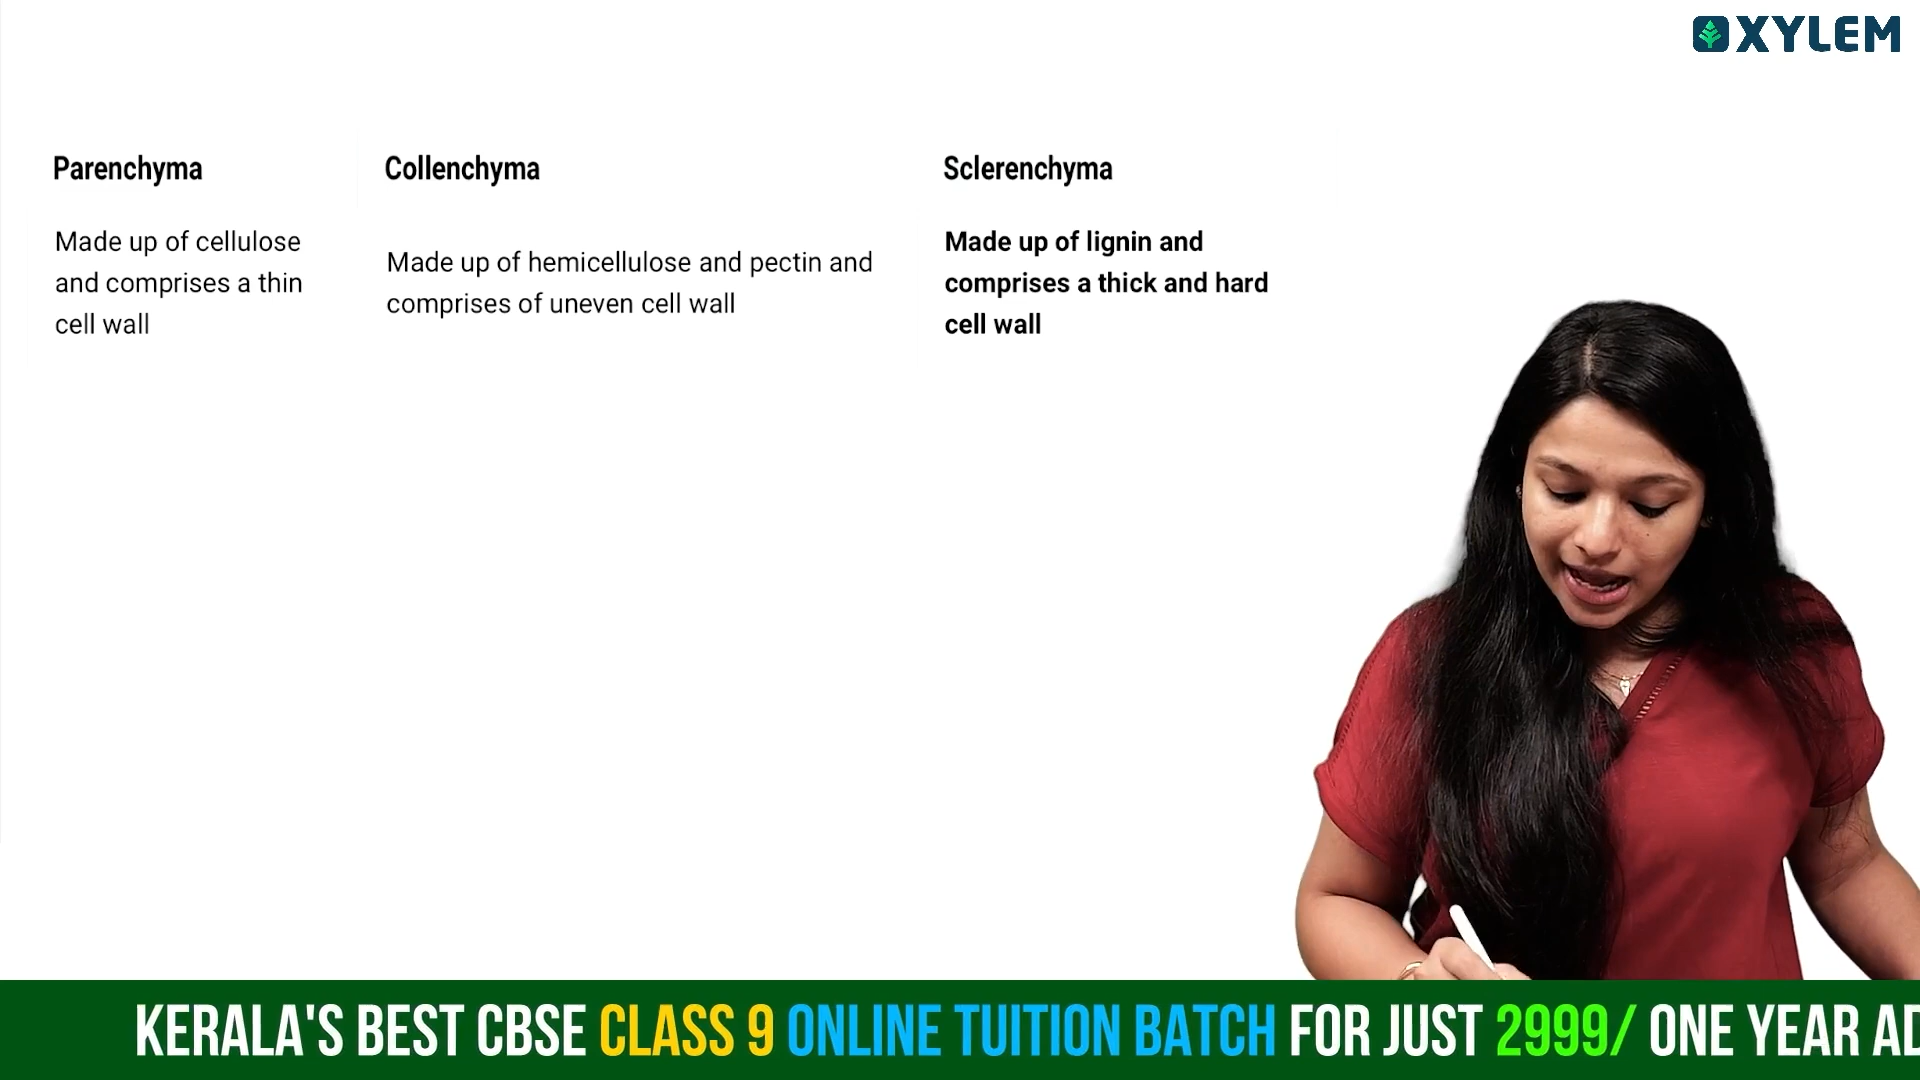 XYLEM
Parenchyma
Made up of cellulose
and comprises a thin
cell wall
Collenchyma
Made up of hemicellulose and pectin and
comprises of uneven cell wall
Sclerenchyma
Made up of lignin and
comprises a thick and hard
cell wall
KERALA'S BEST CBSE CLASS 9 ONLINE TUITION BATCH FOR JUST 2999/ ONE YEAR AD